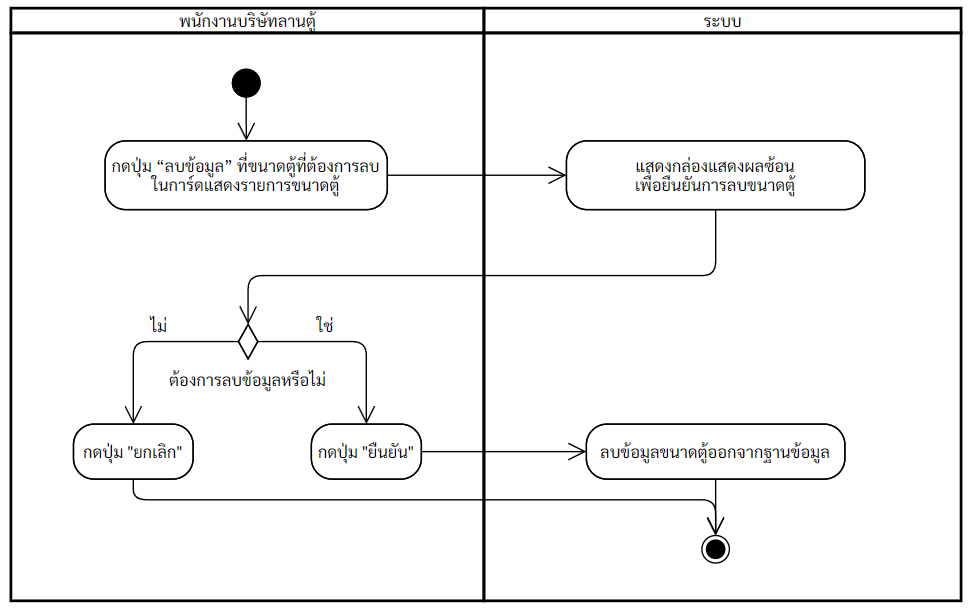 พนักงานบริษัทลานตู้
ระบบ
กดปุ่ม “ลบข้อมูล” ที่ขนาดตู้ที่ต้องการลบ
ในการ์ดแสดงรายการขนาดตู้
แสดงกล่องแสดงผลซ้อน
เพื่อยืนยันการลบขนาดตู้
ไม่
ใช่
ต้องการลบข้อมูลหรือไม่
กดปุ่ม "ยกเลิก"
กดปุ่ม "ยืนยัน"
ลบข้อมูลขนาดตู้ออกจากฐานข้อมูล